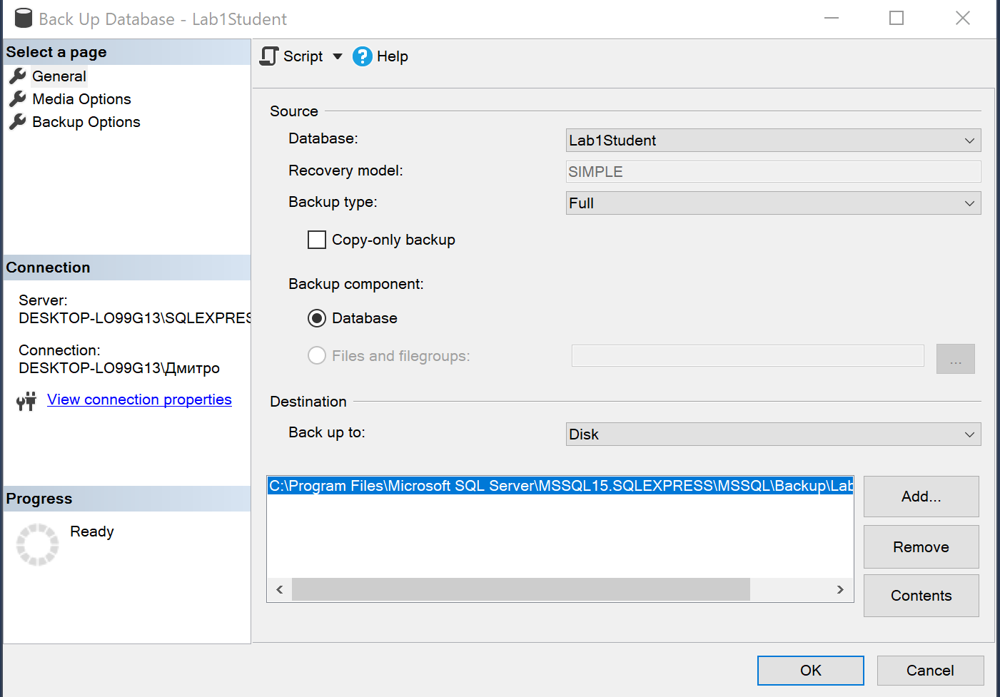 Back Up Database - Lab1Student
Select a page
General
Media Options
Backup Options
Script
Help
Source
Database:
Lab1Student
Recovery model:
SIMPLE
Backup type:
Full
Copy-only backup
Backup component:
Database
Files and filegroups:
...
Destination
Back up to:
Disk
C:\Program Files\Microsoft SQL Server\MSSQL15.SQLEXPRESS\MSSQL\Backup\Lab
Add...
Remove
Contents
Connection
Server:
DESKTOP-LO99G13\SQLEXPRES
Connection:
DESKTOP-LO99G13\Дмитро
View connection properties
Progress
Ready
OK
Cancel